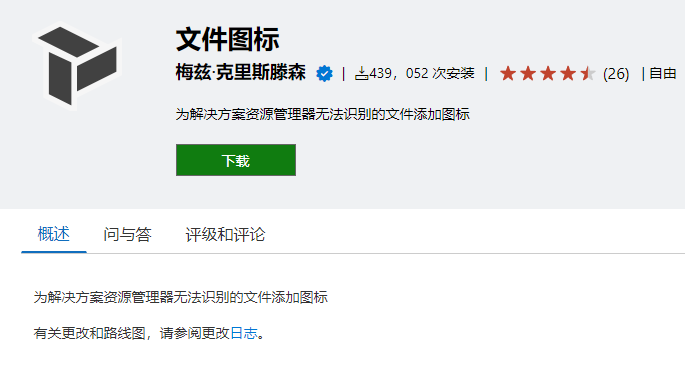 文件图标
梅兹·克里斯滕森 | 439，052 次安装 | (26) | 自由
为解决方案资源管理器无法识别的文件添加图标
下载
概述 问与答 评级和评论
为解决方案资源管理器无法识别的文件添加图标
有关更改和路线图，请参阅更改日志。